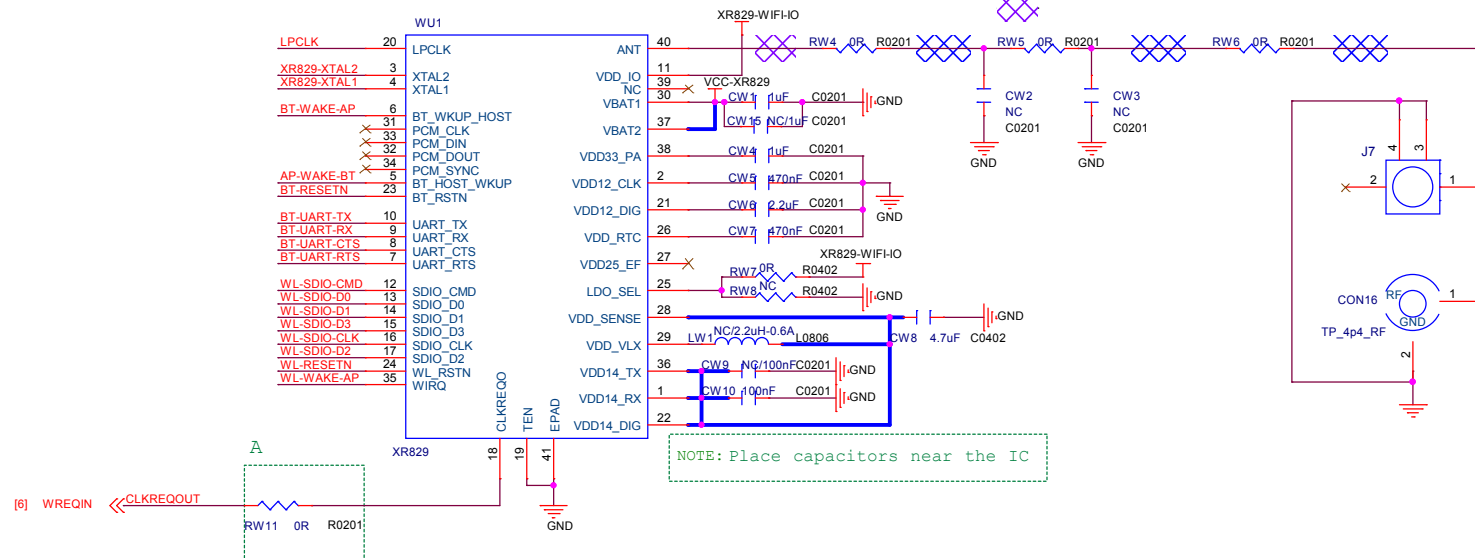 XR829-WIFI-IO
WU1
LPCLK 20 LPCLK
XR829-XTAL2 3 XTAL2
XR829-XTAL1 4 XTAL1
BT-WAKE-AP 6 BT_WKUP_HOST
31 PCM_CLK
33 PCM_DIN
32 PCM_DOUT
34 PCM_SYNC
AP-WAKE-BT 5 BT_HOST_WKUP
BT-RESETN 23 BT_RSTN
BT-UART-TX 10 UART_TX
BT-UART-RX 9 UART_RX
BT-UART-CTS 8 UART_CTS
BT-UART-RTS 7 UART_RTS
WL-SDIO-CMD 12 SDIO_CMD
WL-SDIO-D0 13 SDIO_D0
WL-SDIO-D1 14 SDIO_D1
WL-SDIO-D3 15 SDIO_D3
WL-SDIO-CLK 16 SDIO_CLK
WL-SDIO-D2 17 SDIO_D2
WL-RESETN 24 WL_RSTN
WL-WAKE-AP 35 WIRQ
CLKREQO 18
TEN 19
EPAD 41
XR829
GND
ANT 40
RW4 0R R0201
RW5 0R R0201
RW6 0R R0201
VDD_IO 11
NC 39
VCC-XR829
VBAT1 30 CW1 1uF C0201 GND
CW15 NC/1uF C0201
VBAT2 37
VDD33_PA 38 CW4 1uF C0201
VDD12_CLK 2 CW5 470nF C0201
VDD12_DIG 21 CW6 2.2uF C0201
GND
VDD_RTC 26 CW7 470nF C0201
XR829-WIFI-IO
VDD25_EF 27
RW7 0R R0402
LDO_SEL 25 RW8 NC R0402 GND
VDD_SENSE 28 CW8 4.7uF C0402 GND
VDD_VLX 29 LW1 NC/2.2uH-0.6A L0806
VDD14_TX 36 CW9 NC/100nF C0201 GND
VDD14_RX 1 CW10 100nF C0201 GND
VDD14_DIG 22
CW2
NC
C0201
GND
CW3
NC
C0201
GND
J7
4 3
2 1
CON16
TP_4p4_RF
RF
GND
1
2
NOTE: Place capacitors near the IC
A
[6] WREQIN CLKREQOUT
RW11 0R R0201